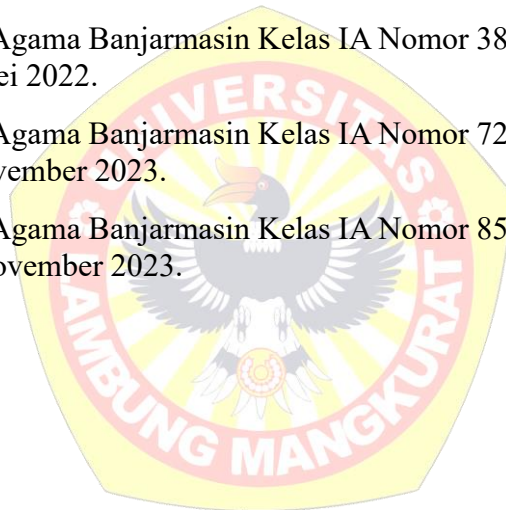 Agama Banjarmasin Kelas IA Nomor 38
ei 2022.
Agama Banjarmasin Kelas IA Nomor 72
vember 2023.
Agama Banjarmasin Kelas IA Nomor 85
ovember 2023.
UNIVERSITAS
LAMBUNG MANGKURAT